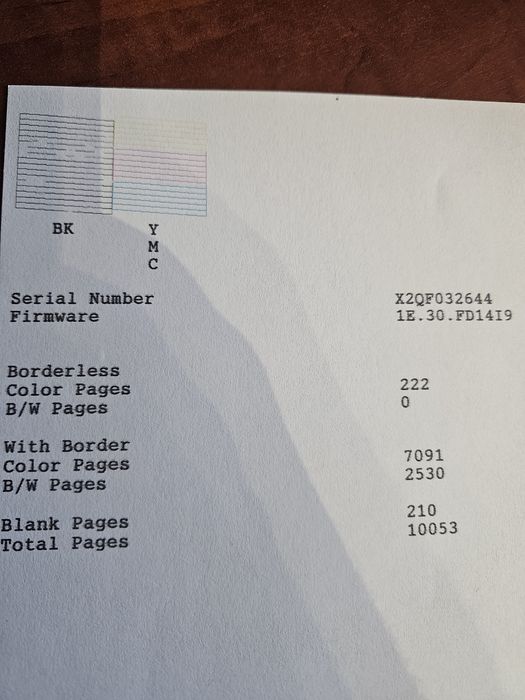 BK Y
M
C
Serial Number X2QF032644
Firmware 1E.30.FD14I9
Borderless
Color Pages 222
B/W Pages 0
With Border
Color Pages 7091
B/W Pages 2530
Blank Pages 210
Total Pages 10053